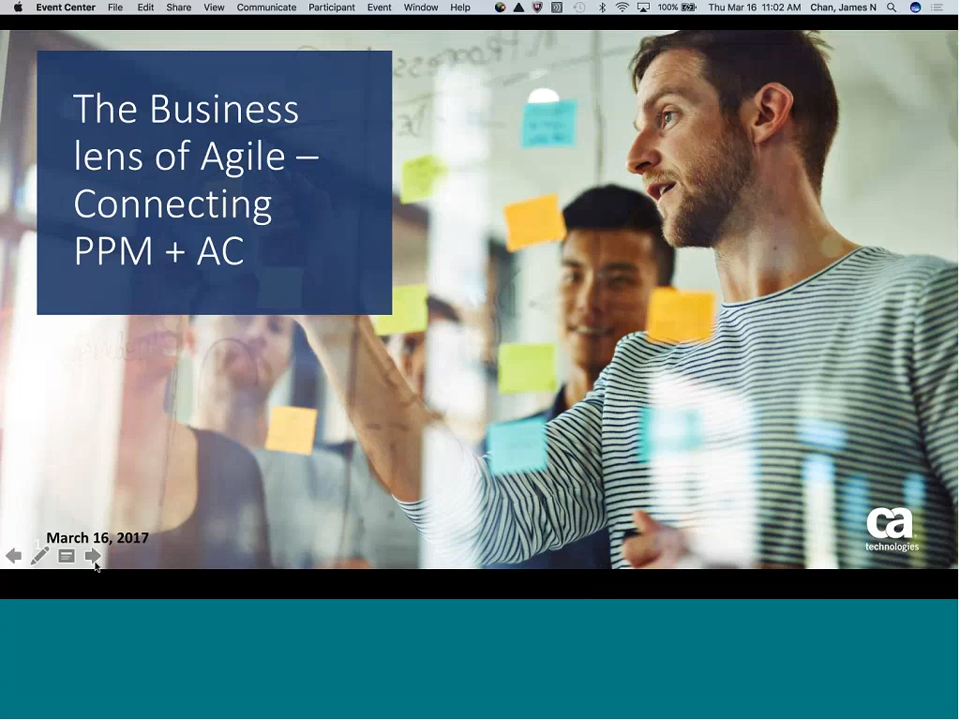 Event Center File Edit Share View Communicate Participant Event Window Help 100% Thu Mar 16 11:02 AM Chan, James N
The Business
lens of Agile –
Connecting
PPM + AC
March 16, 2017
ca
technologies